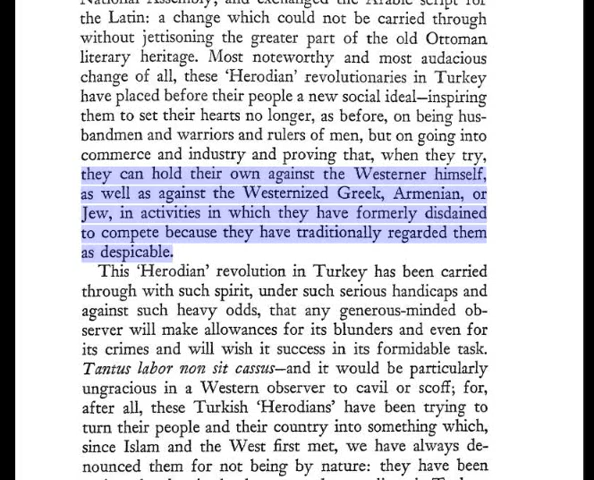 National Assembly, and exchanged the Arabic script for
the Latin: a change which could not be carried through
without jettisoning the greater part of the old Ottoman
literary heritage. Most noteworthy and most audacious
change of all, these ‘Herodian’ revolutionaries in Turkey
have placed before their people a new social ideal—inspiring
them to set their hearts no longer, as before, on being hus-
bandmen and warriors and rulers of men, but on going into
commerce and industry and proving that, when they try,
they can hold their own against the Westerner himself,
as well as against the Westernized Greek, Armenian, or
Jew, in activities in which they have formerly disdained
to compete because they have traditionally regarded them
as despicable.
This ‘Herodian’ revolution in Turkey has been carried
through with such spirit, under such serious handicaps and
against such heavy odds, that any generous-minded ob-
server will make allowances for its blunders and even for
its crimes and will wish it success in its formidable task.
Tantus labor non sit cassus—and it would be particularly
ungracious in a Western observer to cavil or scoff; for,
after all, these Turkish ‘Herodians’ have been trying to
turn their people and their country into something which,
since Islam and the West first met, we have always de-
nounced them for not being by nature: they have been